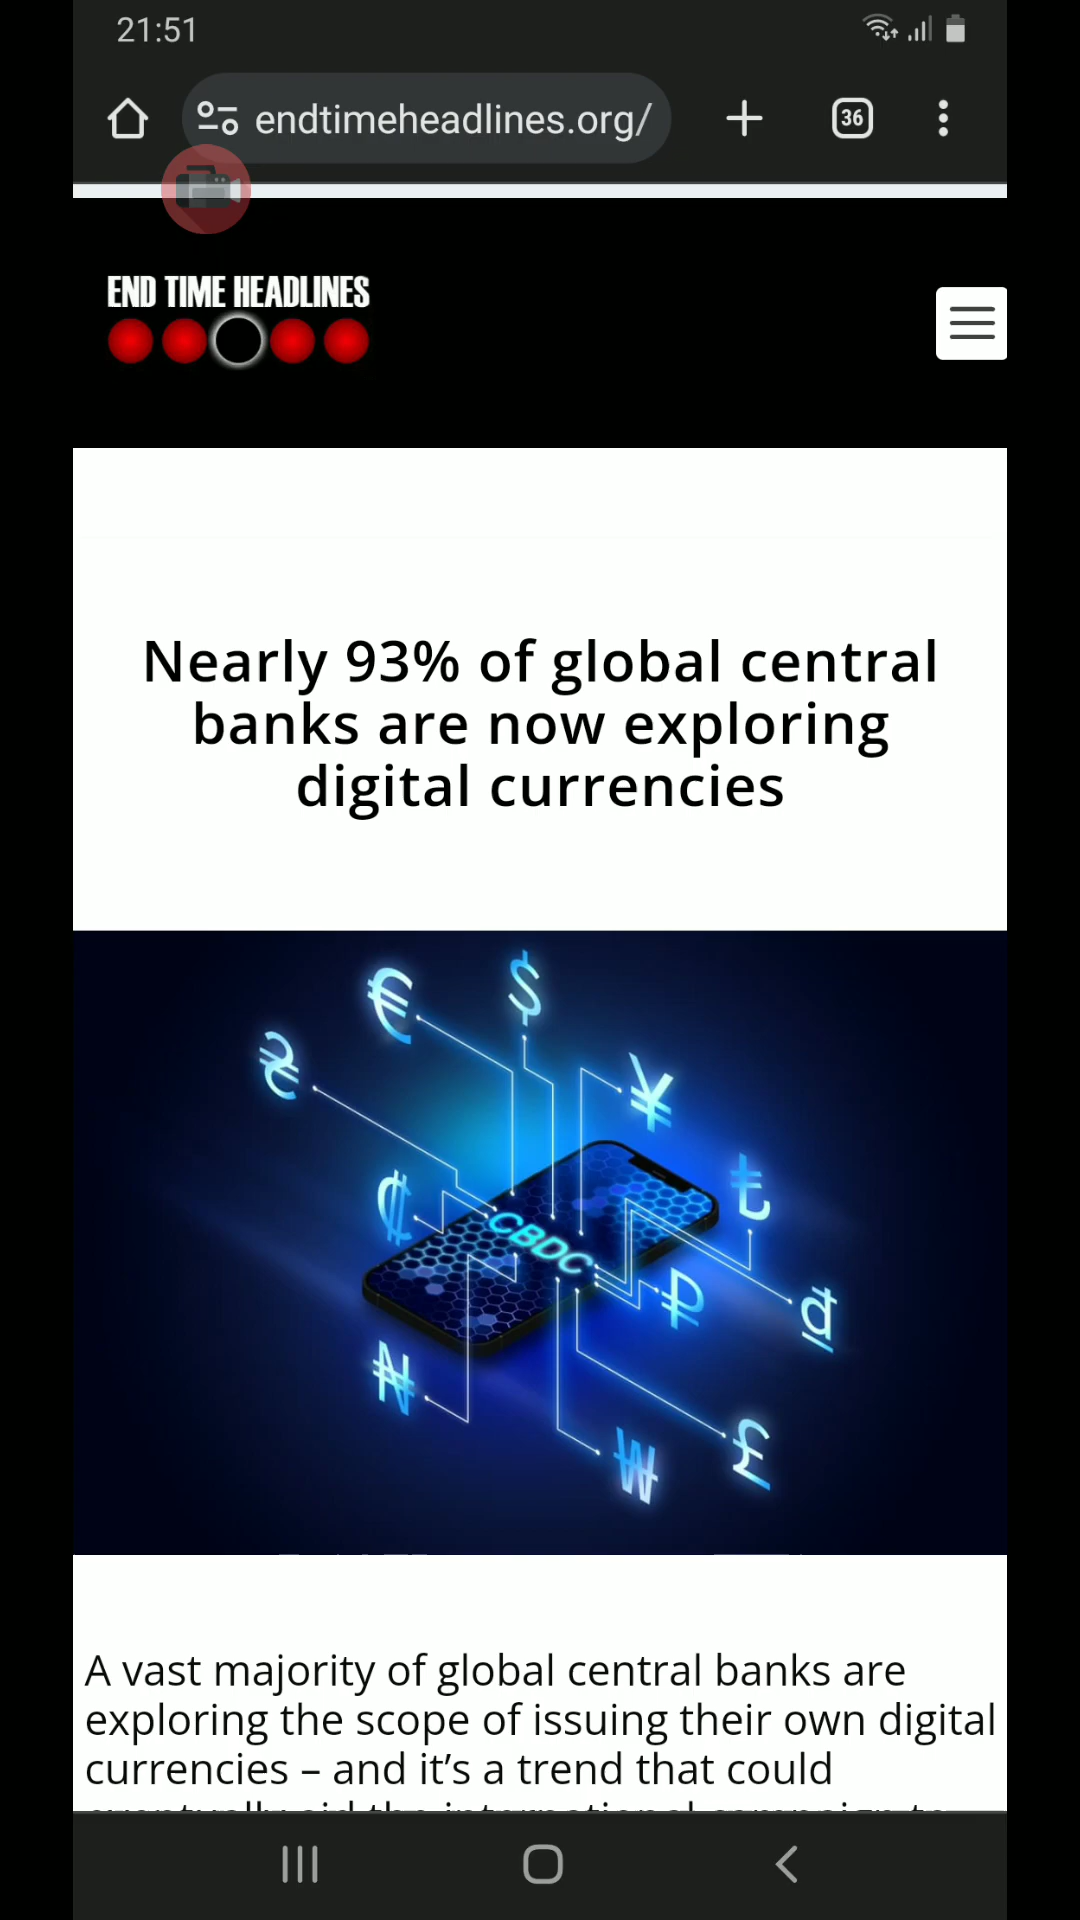 21:51
endtimeheadlines.org/
36
END TIME HEADLINES
Nearly 93% of global central
banks are now exploring
digital currencies
€
$
₴
¥
₵
₺
CBDC
₽
₫
₦
£
₩
A vast majority of global central banks are
exploring the scope of issuing their own digital
currencies – and it’s a trend that could